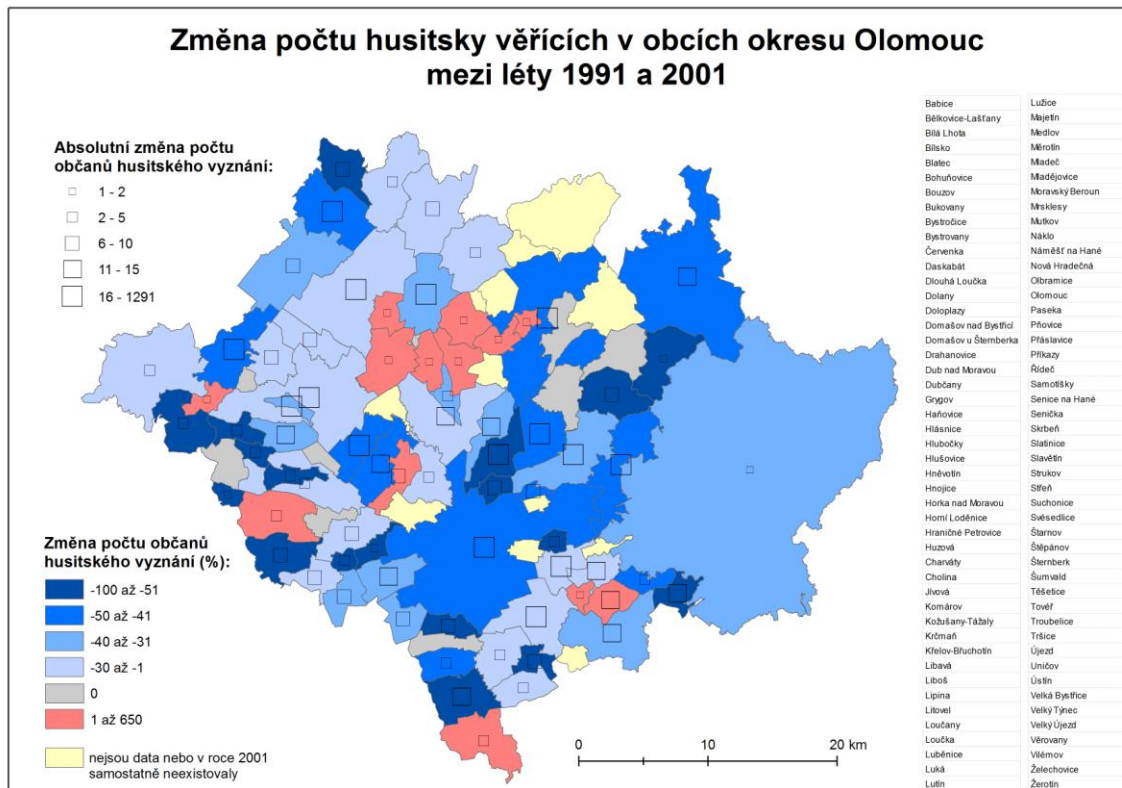 Změna počtu husitsky věřících v obcích okresu Olomouc
mezi léty 1991 a 2001
Absolutní změna počtu
občanů husitského vyznání:
1 - 2
2 - 5
6 - 10
11 - 15
16 - 1291
Změna počtu občanů
husitského vyznání (%):
-100 až -51
-50 až -41
-40 až -31
-30 až -1
0
1 až 650
nejsou data nebo v roce 2001
samostatně neexistovaly
0 10 20 km
Babice
Bělkovice-Lašťany
Bílá Lhota
Bílsko
Blatec
Bohuňovice
Bouzov
Bukovany
Bystročice
Bystrovany
Červenka
Daskabát
Dlouhá Loučka
Dolany
Doloplazy
Domašov nad Bystřicí
Domašov u Šternberka
Drahanovice
Dub nad Moravou
Dubčany
Grygov
Haňovice
Hlásnice
Hlubočky
Hlušovice
Hněvotín
Hnojice
Horka nad Moravou
Horní Loděnice
Hraničné Petrovice
Huzová
Charváty
Cholina
Jívová
Komárov
Kožušany-Tážaly
Krčmaň
Křelov-Břuchotín
Libavá
Liboš
Lipina
Litovel
Loučany
Loučka
Luběnice
Luká
Lutín
Lužice
Majetín
Medlov
Měrotín
Mladeč
Mladějovice
Moravský Beroun
Mrsklesy
Mutkov
Náklo
Náměšť na Hané
Nová Hradečná
Olbramice
Olomouc
Paseka
Pňovice
Přáslavice
Příkazy
Řídeč
Samotišky
Senice na Hané
Senička
Skrbeň
Slatinice
Slavětín
Strukov
Střeň
Suchonice
Svésedlice
Štarnov
Štěpánov
Šternberk
Šumvald
Těšetice
Tovéř
Troubelice
Tršice
Újezd
Uničov
Ústín
Velká Bystřice
Velký Týnec
Velký Újezd
Věrovany
Vilémov
Želechovice
Žerotín